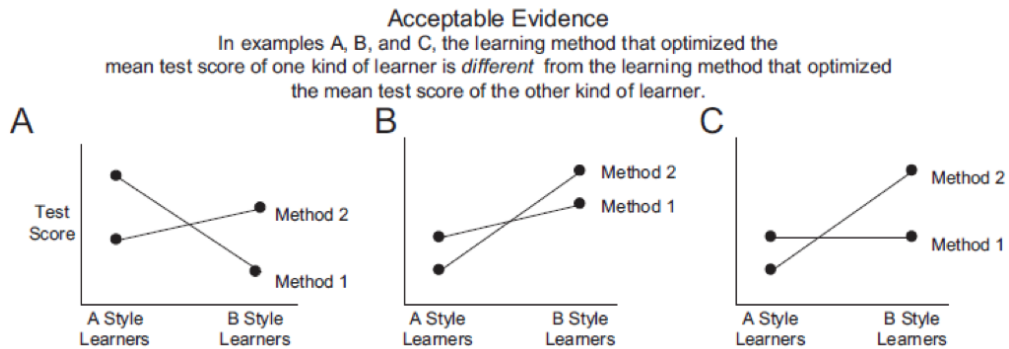 Acceptable Evidence
In examples A, B, and C, the learning method that optimized the
mean test score of one kind of learner is different from the learning method that optimized
the mean test score of the other kind of learner.
A
Test
Score
Method 2
Method 1
A Style
Learners
B Style
Learners
B
Method 2
Method 1
A Style
Learners
B Style
Learners
C
Method 2
Method 1
A Style
Learners
B Style
Learners